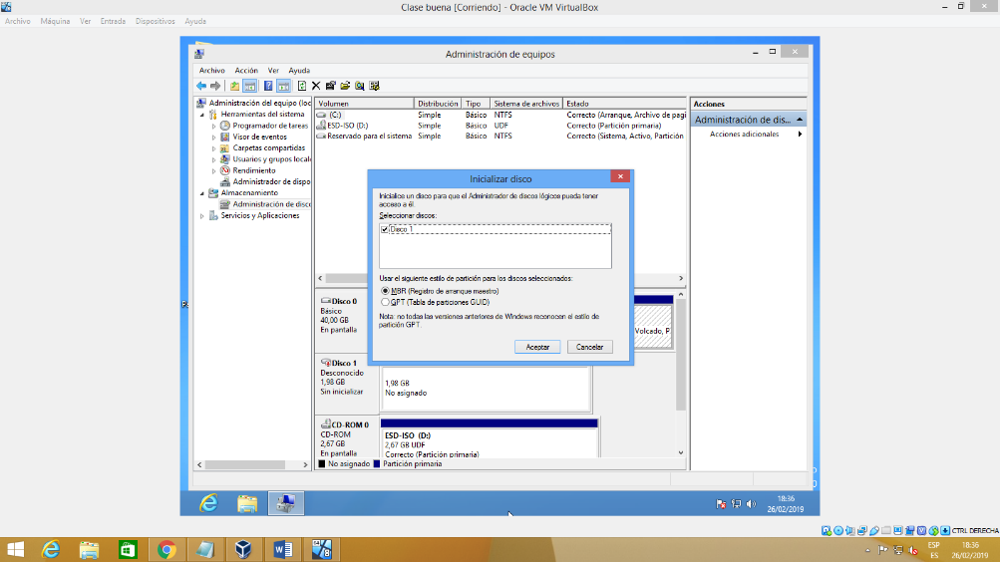 Clase buena [Corriendo] - Oracle VM VirtualBox
Archivo Máquina Ver Entrada Dispositivos Ayuda
Administración de equipos
Archivo Acción Ver Ayuda
Administración del equipo (loc
Herramientas del sistema
Programador de tareas
Visor de eventos
Carpetas compartidas
Usuarios y grupos locale
Rendimiento
Administrador de dispo
Almacenamiento
Administración de disco
Servicios y Aplicaciones
Volumen Distribución Tipo Sistema de archivos Estado
(C:) Simple Básico NTFS Correcto (Arranque, Archivo de pagi
ESD-ISO (D:) Simple Básico UDF Correcto (Partición primaria)
Reservado para el sistema Simple Básico NTFS Correcto (Sistema, Activo, Partición
Acciones
Administración de dis...
Acciones adicionales
Inicializar disco
Inicialice un disco para que el Administrador de discos lógicos pueda tener
acceso a él.
Seleccionar discos:
Disco 1
Usar el siguiente estilo de partición para los discos seleccionados:
MBR (Registro de arranque maestro)
GPT (Tabla de particiones GUID)
Nota: no todas las versiones anteriores de Windows reconocen el estilo de
partición GPT.
Aceptar Cancelar
Disco 0
Básico
40,00 GB
En pantalla
Volcado, P
Disco 1
Desconocido
1,98 GB
Sin inicializar
1,98 GB
No asignado
CD-ROM 0
CD-ROM
2,67 GB
En pantalla
ESD-ISO (D:)
2,67 GB UDF
Correcto (Partición primaria)
No asignado Partición primaria
18:36
26/02/2019
CTRL DERECHA
ESP
ES
18:36
26/02/2019